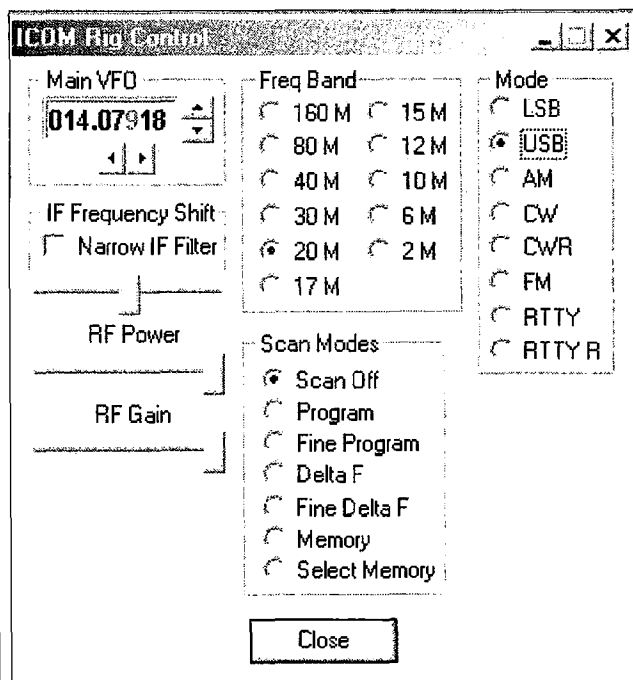 ICOM Rig Control
Main VFO
014.07918
IF Frequency Shift
Narrow IF Filter
RF Power
RF Gain
Freq Band
160 M
15 M
80 M
12 M
40 M
10 M
30 M
6 M
20 M
2 M
17 M
Scan Modes
Scan Off
Program
Fine Program
Delta F
Fine Delta F
Memory
Select Memory
Mode
LSB
USB
AM
CW
CWR
FM
RTTY
RTTY R
Close